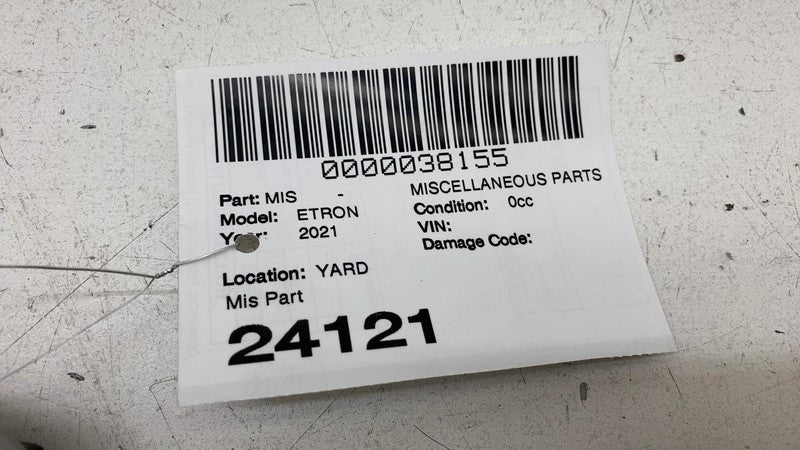 0000038155
Part: MIS - MISCELLANEOUS PARTS
Model: ETRON Condition: 0cc
Year: 2021 VIN:
Damage Code:
Location: YARD
Mis Part
24121